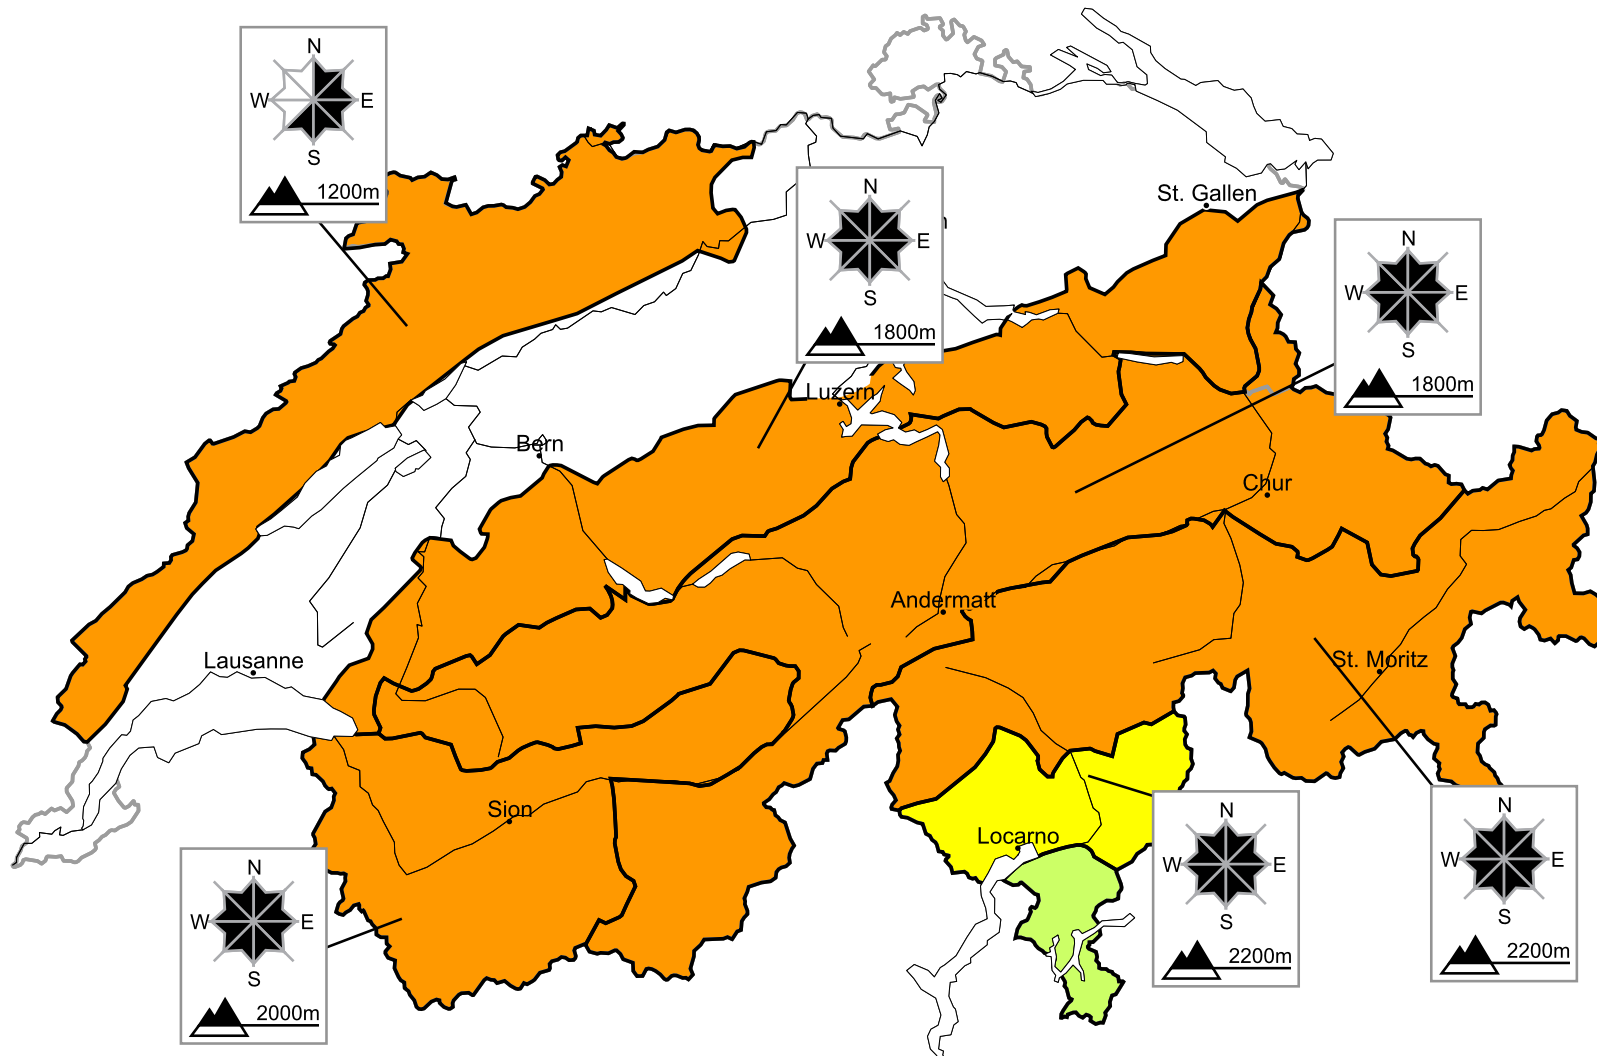 N
W E
S
1200m
N
W E
S
1800m
St. Gallen
N
W E
S
1800m
Luzern
Bern
Chur
Andermatt
Lausanne
St. Moritz
Sion
Locarno
N
W E
S
2000m
N
W E
S
2200m
N
W E
S
2200m